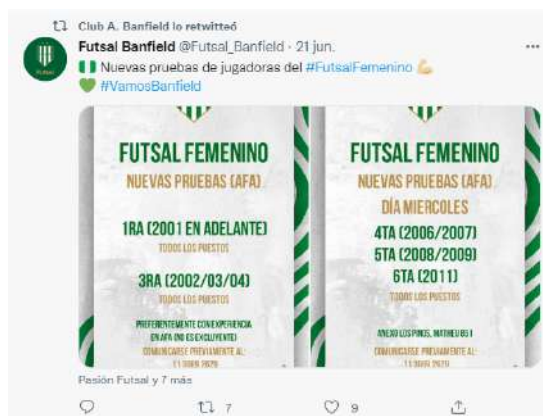 Club A. Banfield lo retwitteó
Futsal Banfield @Futsal_Banfield · 21 jun.
Nuevas pruebas de jugadoras del #FutsalFemenino
#VamosBanfield
FUTSAL FEMENINO
NUEVAS PRUEBAS (AFA)
1RA (2001 EN ADELANTE)
TODOS LOS PUESTOS
3RA (2002/03/04)
TODOS LOS PUESTOS
PREFERENTEMENTE CON EXPERIENCIA
EN AFA (NO ES EXCLUYENTE)
COMUNICARSE PREVIAMENTE AL:
FUTSAL FEMENINO
NUEVAS PRUEBAS (AFA)
DÍA MIERCOLES
4TA (2006/2007)
5TA (2008/2009)
6TA (2011)
TODOS LOS PUESTOS
ANEXO LOS PINOS,
COMUNICARSE PREVIAMENTE AL:
Pasión Futsal y 7 más
7
9